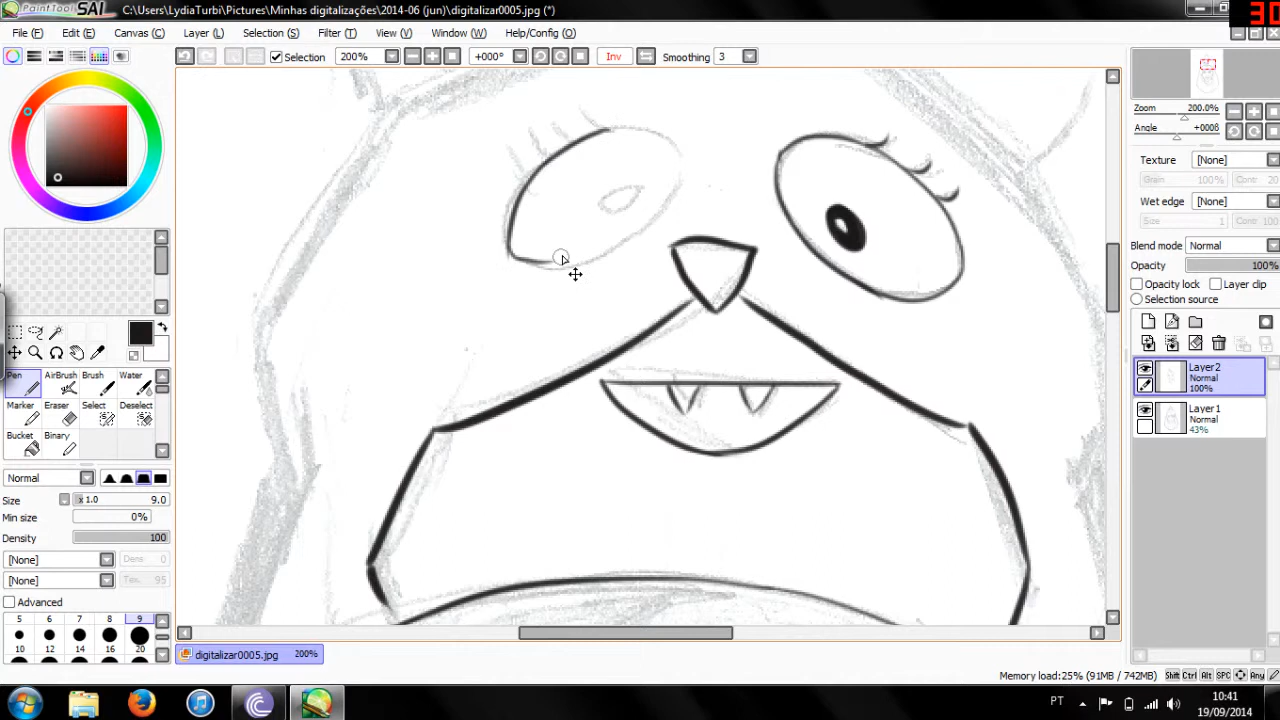 PaintTool SAI C:\Users\LydiaTurbi\Pictures\Minhas digitalizações\2014-06 (jun)\digitalizar0005.jpg (*)
30
File (F) Edit (E) Canvas (C) Layer (L) Selection (S) Filter (T) View (V) Window (W) Help/Config (O)
Selection 200% +000° Inv Smoothing 3
Zoom 200.0%
Angle +000ß
Texture [None]
Grain 100% Contr 20
Wet edge [None]
Size 1 Contr 100
Blend mode Normal
Opacity 100%
Opacity lock Layer clip
Selection source
Layer2
Normal
100%
Layer1
Normal
43%
Pen AirBrush Brush Water
Marker Eraser Select Deselect
Bucket Binary
Normal
Size x 1.0 9.0
Min size 0%
Density 100
[None] Dens: 0
[None] Tex. 95
Advanced
5 6 7 8 9
10 12 14 16 20
digitalizar0005.jpg 200%
Memory load:25% (91MB / 742MB) Shift Ctrl Alt SPC Any
PT
10:41
19/09/2014